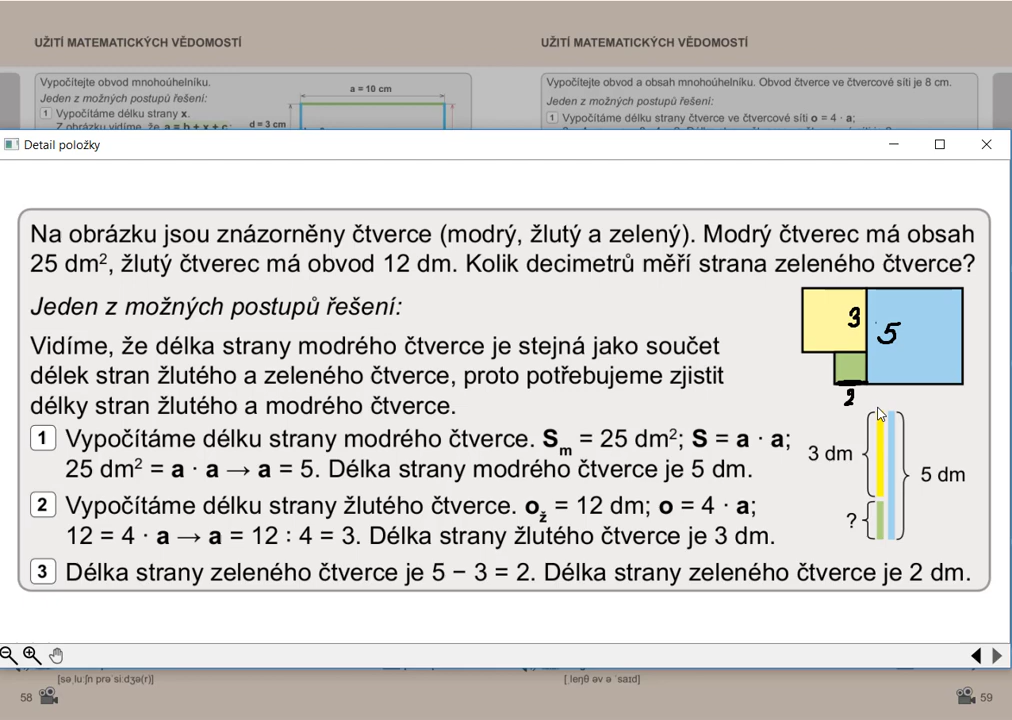 UŽITÍ MATEMATICKÝCH VĚDOMOSTÍ
UŽITÍ MATEMATICKÝCH VĚDOMOSTÍ
Vypočítejte obvod mnohoúhelníku.
Jeden z možných postupů řešení:
1 Vypočítáme délku strany x.
Z obrázku vidíme, že a = b + x + c;
a = 10 cm
d = 3 cm
Vypočítejte obvod a obsah mnohoúhelníku. Obvod čtverce ve čtvercové síti je 8 cm.
Jeden z možných postupů řešení:
1 Vypočítáme délku strany čtverce ve čtvercové síti o = 4 · a;
Detail položky
Na obrázku jsou znázorněny čtverce (modrý, žlutý a zelený). Modrý čtverec má obsah
25 dm², žlutý čtverec má obvod 12 dm. Kolik decimetrů měří strana zeleného čtverce?
Jeden z možných postupů řešení:
Vidíme, že délka strany modrého čtverce je stejná jako součet
délek stran žlutého a zeleného čtverce, proto potřebujeme zjistit
délky stran žlutého a modrého čtverce.
1 Vypočítáme délku strany modrého čtverce. Sm = 25 dm²; S = a · a;
25 dm² = a · a → a = 5. Délka strany modrého čtverce je 5 dm.
2 Vypočítáme délku strany žlutého čtverce.ož = 12 dm; o = 4 · a;
12 = 4 · a → a = 12 : 4 = 3. Délka strany žlutého čtverce je 3 dm.
3 Délka strany zeleného čtverce je 5 − 3 = 2. Délka strany zeleného čtverce je 2 dm.
3
5
2
3 dm
5 dm
?
[sə‚luːʃn prəˈsiːdʒə(r)]
58
59